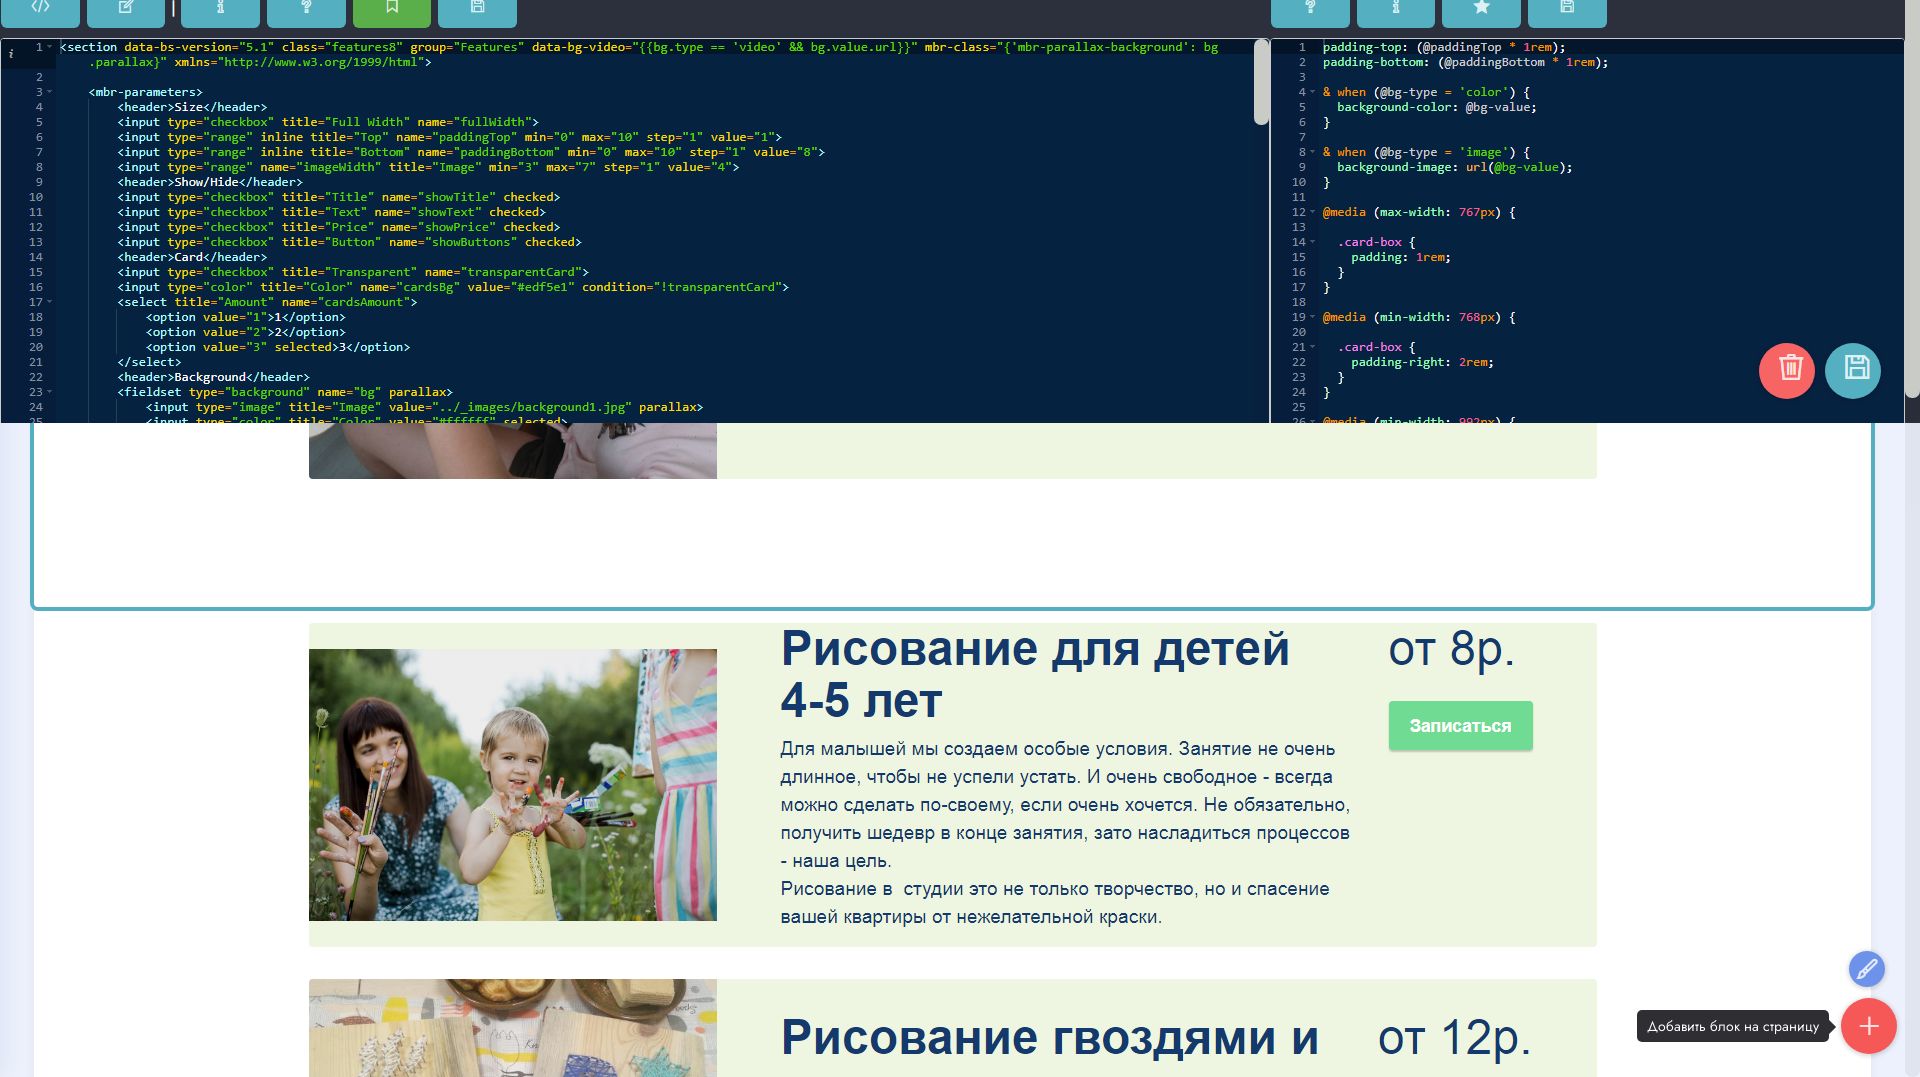 </>
?
?
i
1 <section data-bs-version="5.1" class="features8" group="Features" data-bg-video="{{bg.type == 'video' && bg.value.url}}" mbr-class="{'mbr-parallax-background': bg
.parallax}" xmlns="http://www.w3.org/1999/html">
2
3 <mbr-parameters>
4 <header>Size</header>
5 <input type="checkbox" title="Full Width" name="fullWidth">
6 <input type="range" inline title="Top" name="paddingTop" min="0" max="10" step="1" value="1">
7 <input type="range" inline title="Bottom" name="paddingBottom" min="0" max="10" step="1" value="8">
8 <input type="range" name="imageWidth" title="Image" min="3" max="7" step="1" value="4">
9 <header>Show/Hide</header>
10 <input type="checkbox" title="Title" name="showTitle" checked>
11 <input type="checkbox" title="Text" name="showText" checked>
12 <input type="checkbox" title="Price" name="showPrice" checked>
13 <input type="checkbox" title="Button" name="showButtons" checked>
14 <header>Card</header>
15 <input type="checkbox" title="Transparent" name="transparentCard">
16 <input type="color" title="Color" name="cardsBg" value="#edf5e1" condition="!transparentCard">
17 <select title="Amount" name="cardsAmount">
18 <option value="1">1</option>
19 <option value="2">2</option>
20 <option value="3" selected>3</option>
21 </select>
22 <header>Background</header>
23 <fieldset type="background" name="bg" parallax>
24 <input type="image" title="Image" value="../_images/background1.jpg" parallax>
25 <input type="color" title="Color" value="#ffffff" selected>
1 padding-top: (@paddingTop * 1rem);
2 padding-bottom: (@paddingBottom * 1rem);
3
4 & when (@bg-type = 'color') {
5 background-color: @bg-value;
6 }
7
8 & when (@bg-type = 'image') {
9 background-image: url(@bg-value);
10 }
11
12 @media (max-width: 767px) {
13
14 .card-box {
15 padding: 1rem;
16 }
17 }
18
19 @media (min-width: 768px) {
20
21 .card-box {
22 padding-right: 2rem;
23 }
24 }
25
26 @media (min-width: 992px) {
Рисование для детей
4-5 лет
от 8р.
Записаться
Для малышей мы создаем особые условия. Занятие не очень
длинное, чтобы не успели устать. И очень свободное - всегда
можно сделать по-своему, если очень хочется. Не обязательно,
получить шедевр в конце занятия, зато насладиться процессов
- наша цель.
Рисование в  студии это не только творчество, но и спасение
вашей квартиры от нежелательной краски.
Рисование гвоздями и
от 12р.
Добавить блок на страницу